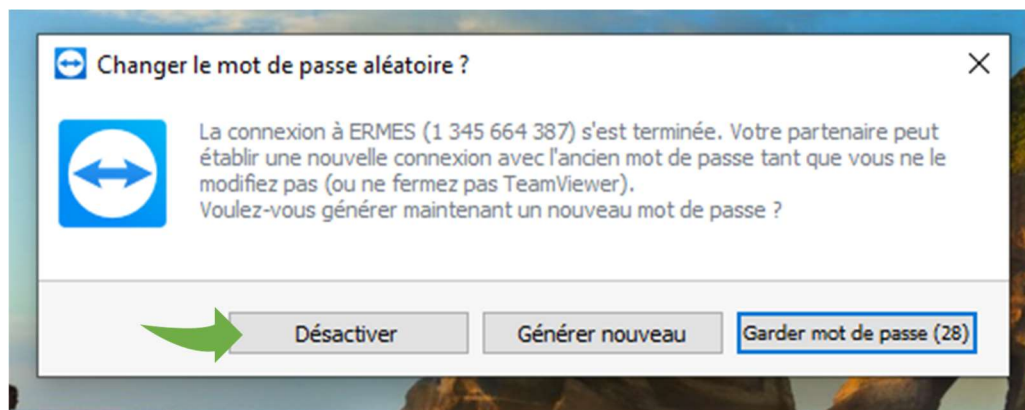 Changer le mot de passe aléatoire ?
La connexion à ERMES (1 345 664 387) s'est terminée. Votre partenaire peut
établir une nouvelle connexion avec l'ancien mot de passe tant que vous ne le
modifiez pas (ou ne fermez pas TeamViewer).
Voulez-vous générer maintenant un nouveau mot de passe ?
Désactiver
Générer nouveau
Garder mot de passe (28)